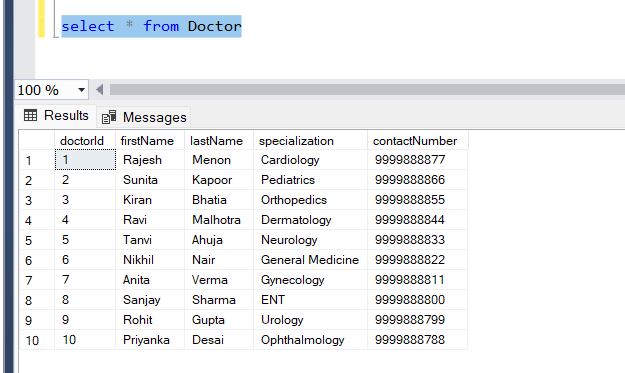 select * from Doctor
100 %
Results Messages
doctorId firstName lastName specialization contactNumber
1 1 Rajesh Menon Cardiology 9999888877
2 2 Sunita Kapoor Pediatrics 9999888866
3 3 Kiran Bhatia Orthopedics 9999888855
4 4 Ravi Malhotra Dermatology 9999888844
5 5 Tanvi Ahuja Neurology 9999888833
6 6 Nikhil Nair General Medicine 9999888822
7 7 Anita Verma Gynecology 9999888811
8 8 Sanjay Sharma ENT 9999888800
9 9 Rohit Gupta Urology 9999888799
10 10 Priyanka Desai Ophthalmology 9999888788